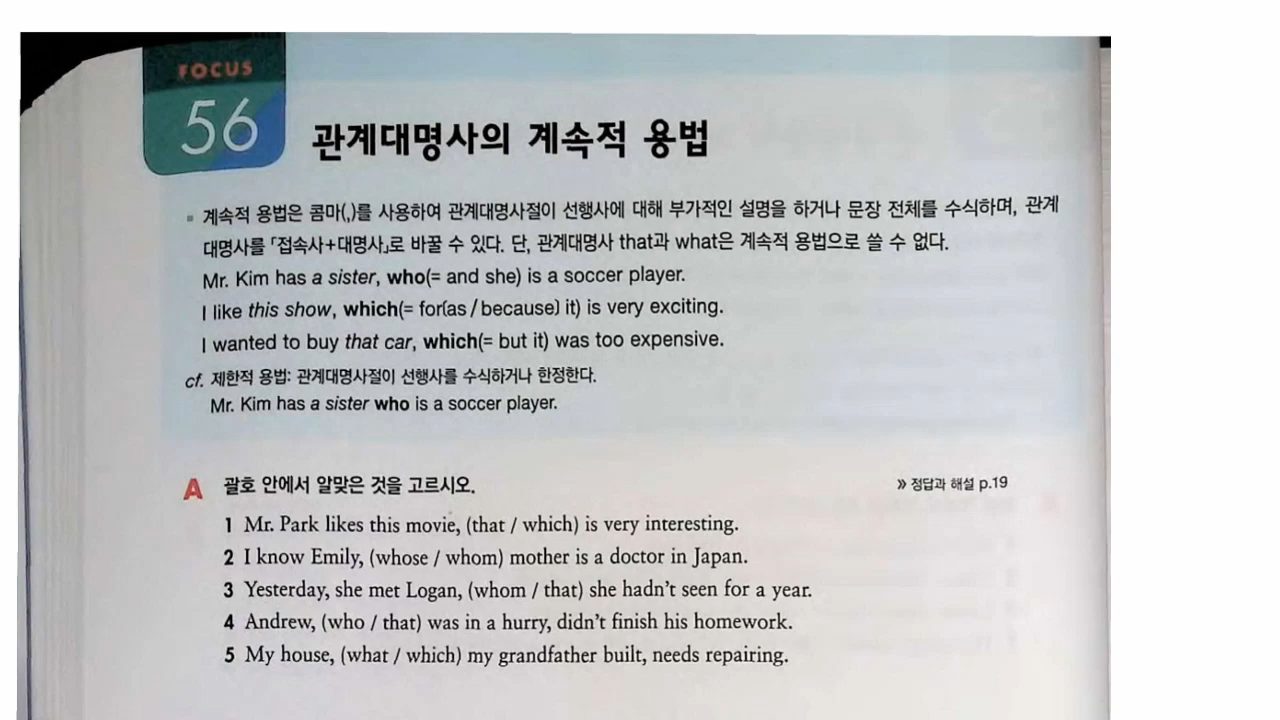 FOCUS
56
관계대명사의 계속적 용법
▪ 계속적 용법은 콤마(,)를 사용하여 관계대명사절이 선행사에 대해 부가적인 설명을 하거나 문장 전체를 수식하며, 관계
대명사를 「접속사+대명사」로 바꿀 수 있다. 단, 관계대명사 that과 what은 계속적 용법으로 쓸 수 없다.
Mr. Kim has a sister, who(= and she) is a soccer player.
I like this show, which(= for(as / because) it) is very exciting.
I wanted to buy that car, which(= but it) was too expensive.
cf. 제한적 용법: 관계대명사절이 선행사를 수식하거나 한정한다.
Mr. Kim has a sister who is a soccer player.
A 괄호 안에서 알맞은 것을 고르시오. » 정답과 해설 p.19
1 Mr. Park likes this movie, (that / which) is very interesting.
2 I know Emily, (whose / whom) mother is a doctor in Japan.
3 Yesterday, she met Logan, (whom / that) she hadn't seen for a year.
4 Andrew, (who / that) was in a hurry, didn't finish his homework.
5 My house, (what / which) my grandfather built, needs repairing.